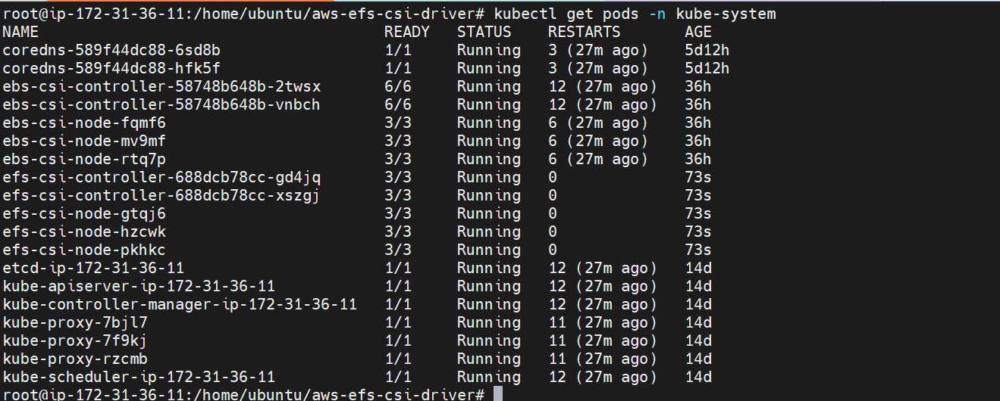 root@ip-172-31-36-11:/home/ubuntu/aws-efs-csi-driver# kubectl get pods -n kube-system
NAME READY STATUS RESTARTS AGE
coredns-589f44dc88-6sd8b 1/1 Running 3 (27m ago) 5d12h
coredns-589f44dc88-hfk5f 1/1 Running 3 (27m ago) 5d12h
ebs-csi-controller-58748b648b-2twsx 6/6 Running 12 (27m ago) 36h
ebs-csi-controller-58748b648b-vnbch 6/6 Running 12 (27m ago) 36h
ebs-csi-node-fqmf6 3/3 Running 6 (27m ago) 36h
ebs-csi-node-mv9mf 3/3 Running 6 (27m ago) 36h
ebs-csi-node-rtq7p 3/3 Running 6 (27m ago) 36h
efs-csi-controller-688dcb78cc-gd4jq 3/3 Running 0 73s
efs-csi-controller-688dcb78cc-xszgj 3/3 Running 0 73s
efs-csi-node-gtqj6 3/3 Running 0 73s
efs-csi-node-hzcwk 3/3 Running 0 73s
efs-csi-node-pkhkc 3/3 Running 0 73s
etcd-ip-172-31-36-11 1/1 Running 12 (27m ago) 14d
kube-apiserver-ip-172-31-36-11 1/1 Running 12 (27m ago) 14d
kube-controller-manager-ip-172-31-36-11 1/1 Running 12 (27m ago) 14d
kube-proxy-7bjl7 1/1 Running 11 (27m ago) 14d
kube-proxy-7f9kj 1/1 Running 11 (27m ago) 14d
kube-proxy-rzcmb 1/1 Running 11 (27m ago) 14d
kube-scheduler-ip-172-31-36-11 1/1 Running 12 (27m ago) 14d
root@ip-172-31-36-11:/home/ubuntu/aws-efs-csi-driver#